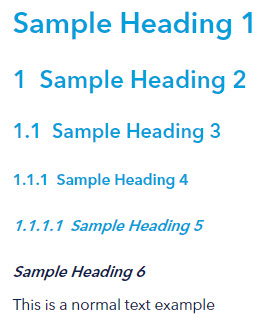 Sample Heading 1
1 Sample Heading 2
1.1 Sample Heading 3
1.1.1 Sample Heading 4
1.1.1.1 Sample Heading 5
Sample Heading 6
This is a normal text example